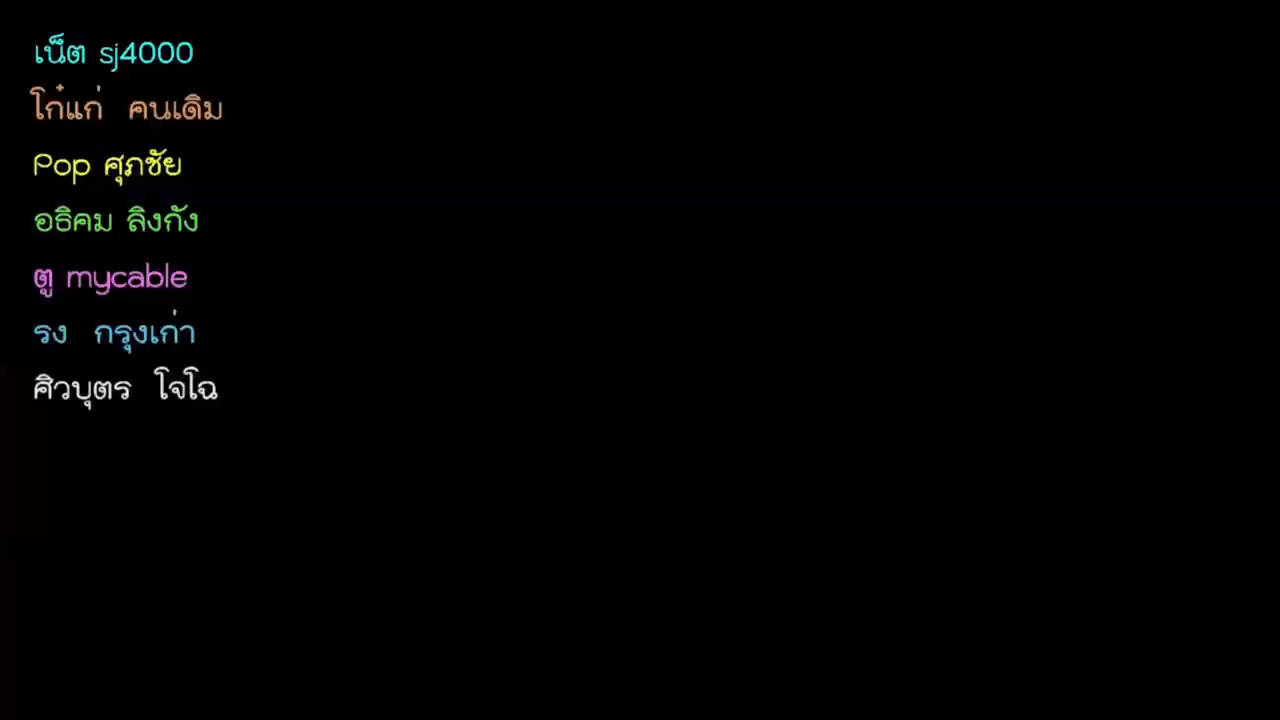 เน็ต sj4000
โก๋แก่ คนเดิม
Pop ศุภชัย
อธิคม ลิงกัง
ตู mycable
รง กรุงเก่า
ศิวบุตร โจโฉ